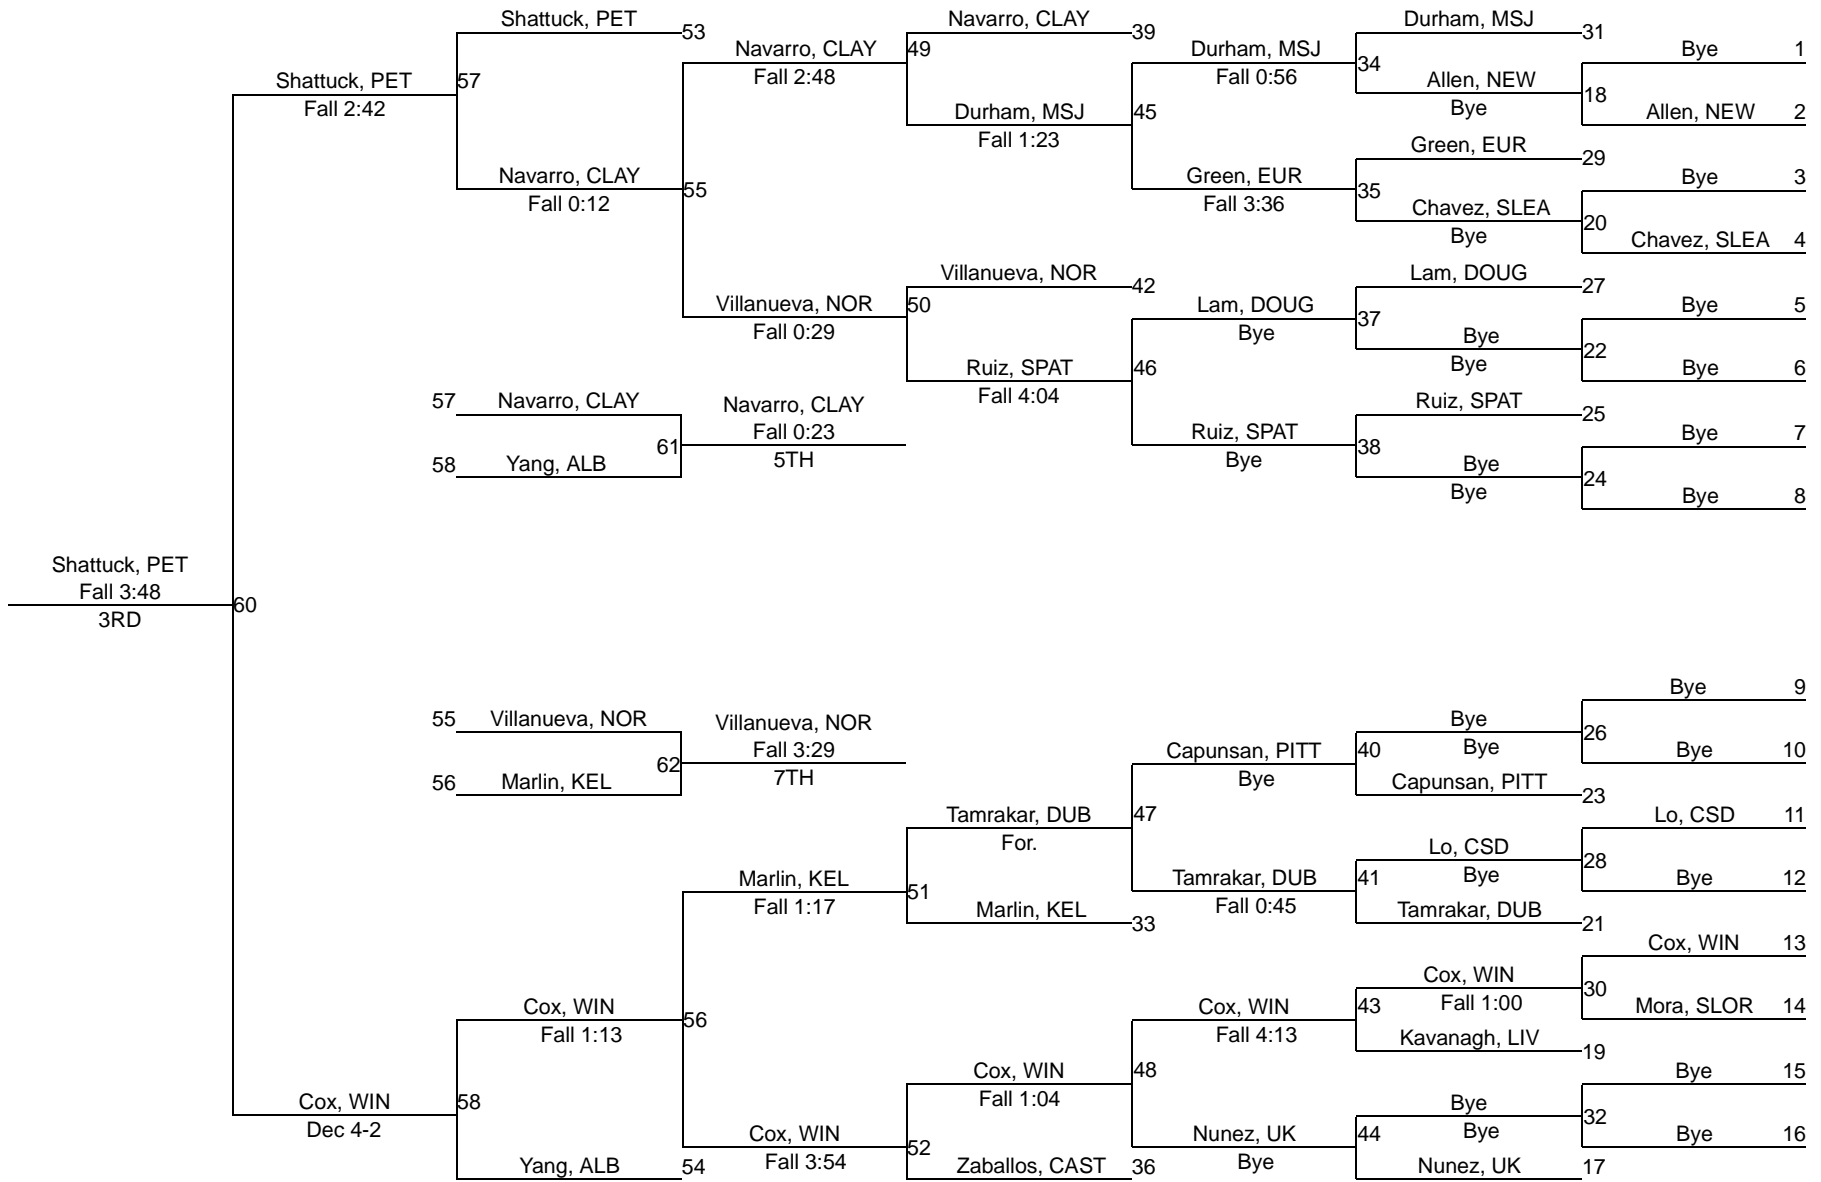 Shattuck, PET
53
Navarro, CLAY
39
Durham, MSJ
31
Bye 1
Navarro, CLAY
Fall 2:48
49
Durham, MSJ
Fall 0:56
34
Allen, NEW
Bye
18
Allen, NEW 2
Shattuck, PET
Fall 2:42
57
Durham, MSJ
Fall 1:23
45
Green, EUR
29
Bye 3
Navarro, CLAY
Fall 0:12
55
Green, EUR
Fall 3:36
35
Chavez, SLEA
Bye
20
Chavez, SLEA 4
Villanueva, NOR
42
Lam, DOUG
27
Bye 5
Villanueva, NOR
Fall 0:29
50
Lam, DOUG
Bye
37
Bye
Bye
22
Bye 6
Ruiz, SPAT
Fall 4:04
46
57
Navarro, CLAY
Navarro, CLAY
Fall 0:23
5TH
61
58
Yang, ALB
Ruiz, SPAT
25
Bye 7
Ruiz, SPAT
Bye
38
Bye
Bye
24
Bye 8
Shattuck, PET
Fall 3:48
3RD
60
Bye 9
55
Villanueva, NOR
Villanueva, NOR
Fall 3:29
7TH
62
56
Marlin, KEL
Bye
Bye
26
Bye 10
Capunsan, PITT
Bye
40
Capunsan, PITT
23
Tamrakar, DUB
For.
47
Lo, CSD 11
Lo, CSD
Bye
28
Bye 12
Marlin, KEL
Fall 1:17
51
Tamrakar, DUB
Fall 0:45
41
Marlin, KEL
33
Tamrakar, DUB
21
Cox, WIN 13
Cox, WIN
Fall 1:00
30
Mora, SLOR 14
Cox, WIN
Fall 1:13
56
Cox, WIN
Fall 4:13
43
Kavanagh, LIV
19
Cox, WIN
Fall 1:04
48
Bye 15
Cox, WIN
Dec 4-2
58
Bye
Bye
32
Bye 16
Cox, WIN
Fall 3:54
52
Nunez, UK
Bye
44
Yang, ALB
54
Zaballos, CAST
36
Nunez, UK
17